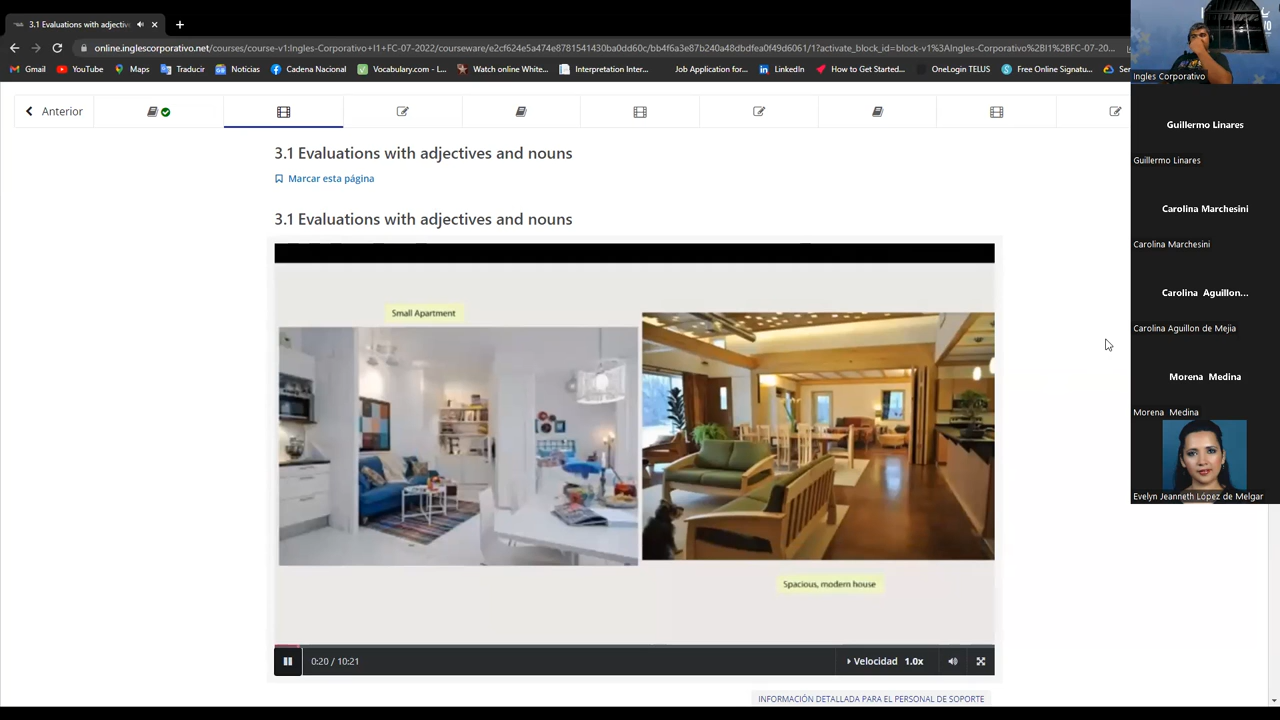 3.1 Evaluations with adjectiv
online.inglescorporativo.net/courses/course-v1:Ingles-Corporativo+I1+FC-07-2022/courseware/e2cf624e5a474e8781541430ba0dd60c/bb4f6a3e87b240a48dbdfea0f49d6061/1?activate_block_id=block-v1%3AIngles-Corporativo%2BI1%2BFC-07-20...
Gmail
YouTube
Maps
Traducir
Noticias
Cadena Nacional
Vocabulary.com - L...
Watch online White...
Interpretation Inter...
Job Application for...
LinkedIn
How to Get Started...
OneLogin TELUS
Free Online Signatu...
Ser
Ingles Corporativo
Anterior
3.1 Evaluations with adjectives and nouns
Marcar esta página
3.1 Evaluations with adjectives and nouns
Small Apartment
Spacious, modern house
0:20 / 10:21
Velocidad 1.0x
INFORMACIÓN DETALLADA PARA EL PERSONAL DE SOPORTE
Guillermo Linares
Guillermo Linares
Carolina Marchesini
Carolina Marchesini
Carolina Aguillon...
Carolina Aguillon de Mejia
Morena Medina
Morena Medina
Evelyn Jeanneth López de Melgar